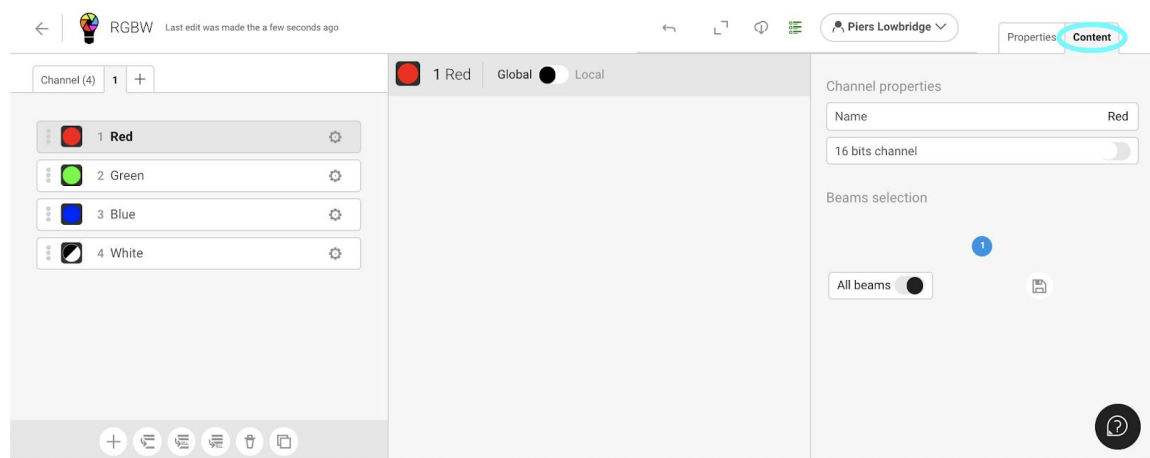 RGBW Last edit was made the a few seconds ago
Piers Lowbridge
Properties Content
Channel (4) 1 +
1 Red
2 Green
3 Blue
4 White
1 Red Global Local
Channel properties
Name Red
16 bits channel
Beams selection
1
All beams